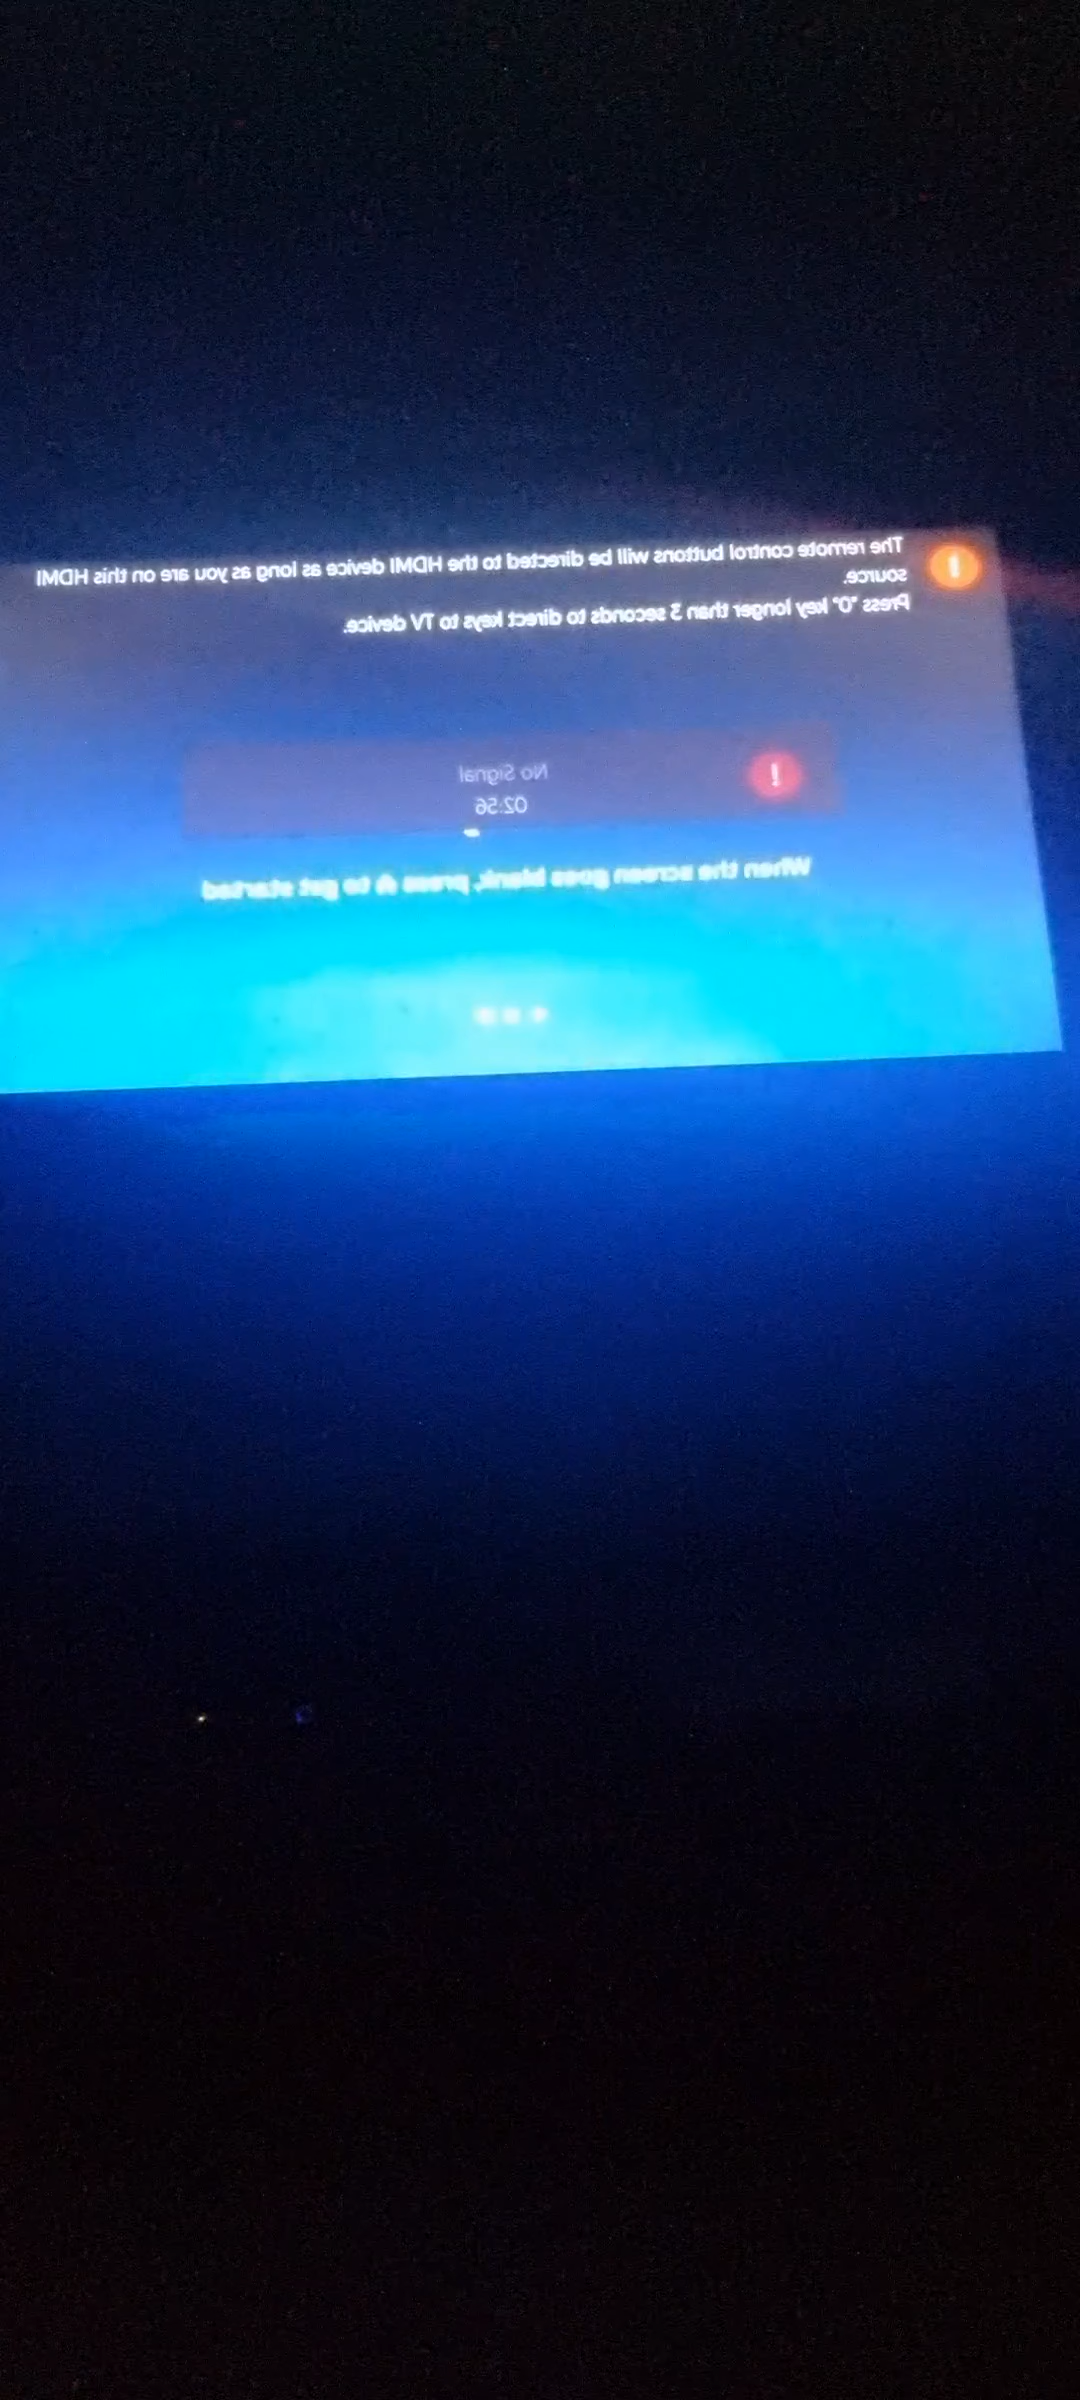 The remote control buttons will be directed to the HDMI device as long as you are on this HDMI
source.
Press "0" key longer than 3 seconds to direct keys to TV device.
No Signal
02:56
When the screen goes blank, press to get started